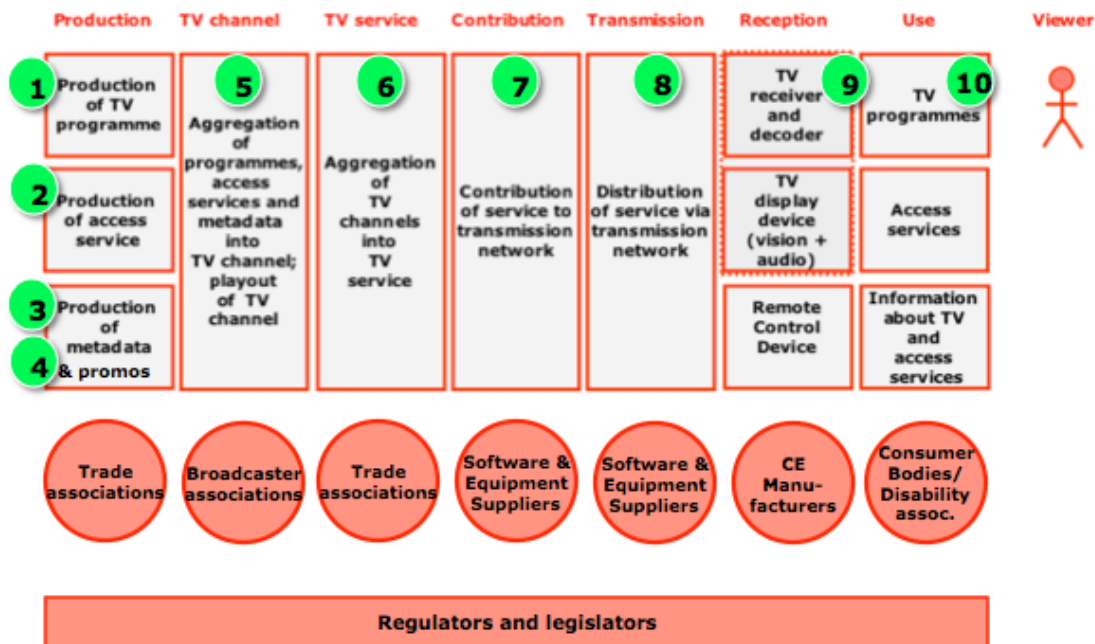 Production
TV channel
TV service
Contribution
Transmission
Reception
Use
Viewer
1
Production
of TV
programme
2
Production
of access
service
3
Production
of
metadata
4
& promos
5
Aggregation
of
programmes,
access
services and
metadata
into
TV channel;
playout
of TV
channel
6
Aggregation
of
TV
channels
into
TV
service
7
Contribution
of service to
transmission
network
8
Distribution
of service via
transmission
network
9
TV
receiver
and
decoder
TV
display
device
(vision +
audio)
Remote
Control
Device
10
TV
programmes
Access
services
Information
about TV
and
access
services
Trade
associations
Broadcaster
associations
Trade
associations
Software &
Equipment
Suppliers
Software &
Equipment
Suppliers
CE
Manu-
facturers
Consumer
Bodies/
Disability
assoc.
Regulators and legislators